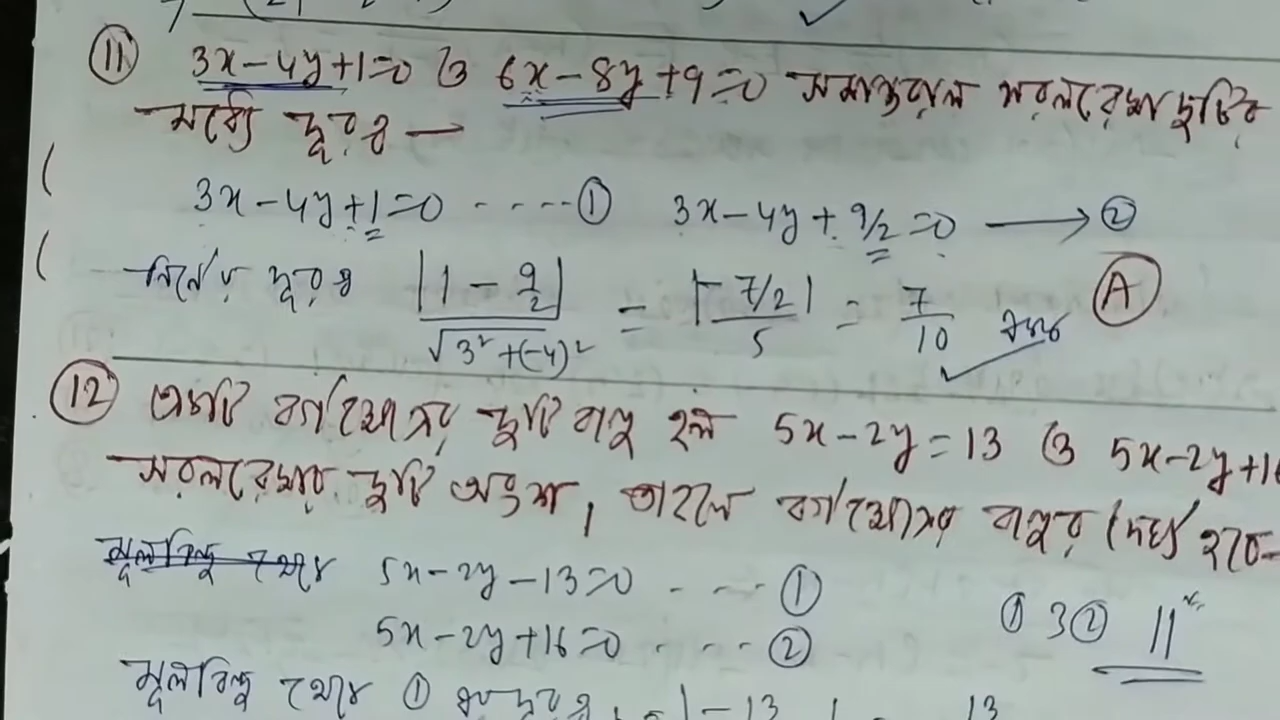 ⑪ 3x-4y+1=0 ও 6x-8y+9=0 সমান্তরাল সরলরেখা দুটির
মধ্যে দূরত্ব —
3x-4y+1=0 ----① 3x-4y+9/2=0 ⟶ ②
নির্ণেয় দূরত্ব |1 - 9/2| / √3²+(-4)² = |-7/2| / 5 = 7/10 Ⓐ
⑫ একটি বর্গক্ষেত্রের দুটি বাহু হল 5x-2y=13 ও 5x-2y+16
সরলরেখার দুটি অংশ, তাহলে বর্গক্ষেত্রের বাহুর দৈর্ঘ্য হবে-
5x-2y-13=0 ----①
5x-2y+16=0 ----②
① ও ② ||
মূলবিন্দু থেকে ① এর দূরত্ব = |-13 | = 13